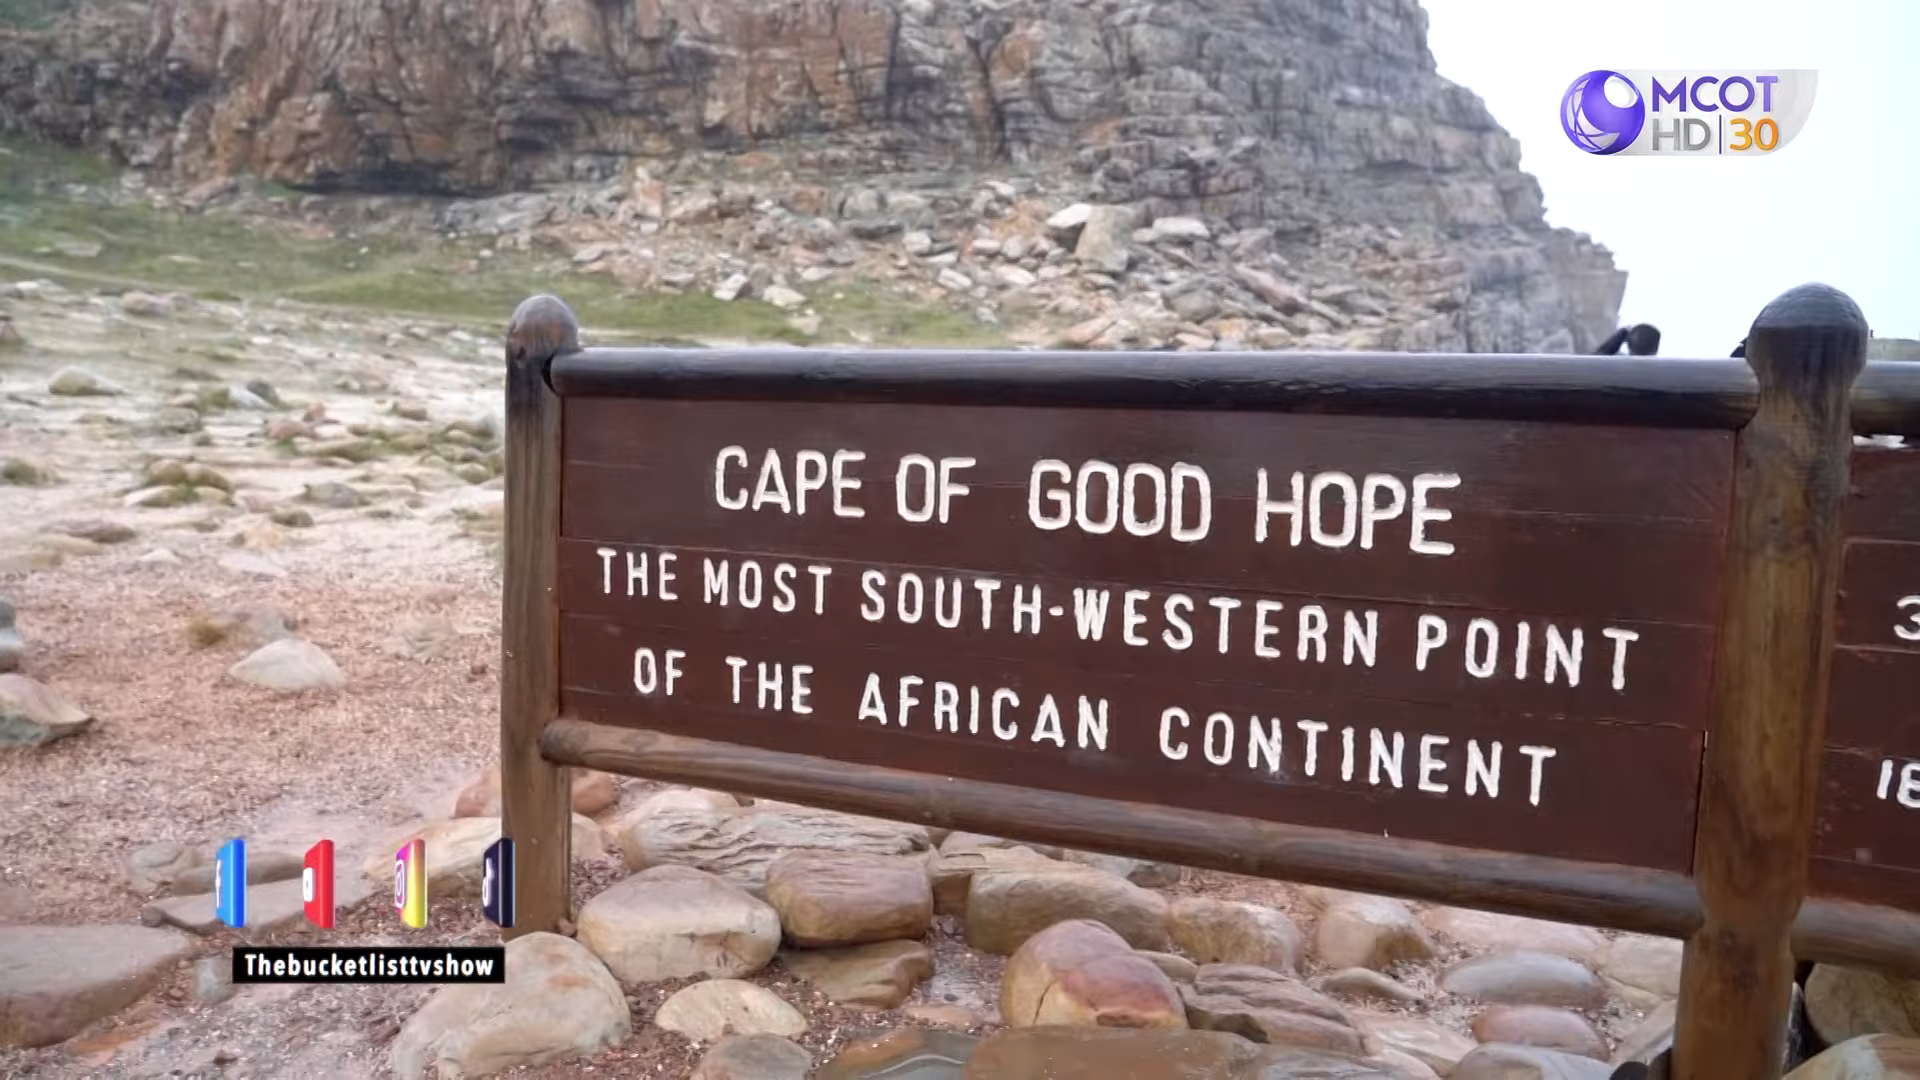 MCOT
HD|30
CAPE OF GOOD HOPE
THE MOST SOUTH-WESTERN POINT
OF THE AFRICAN CONTINENT
Thebucketlisttvshow